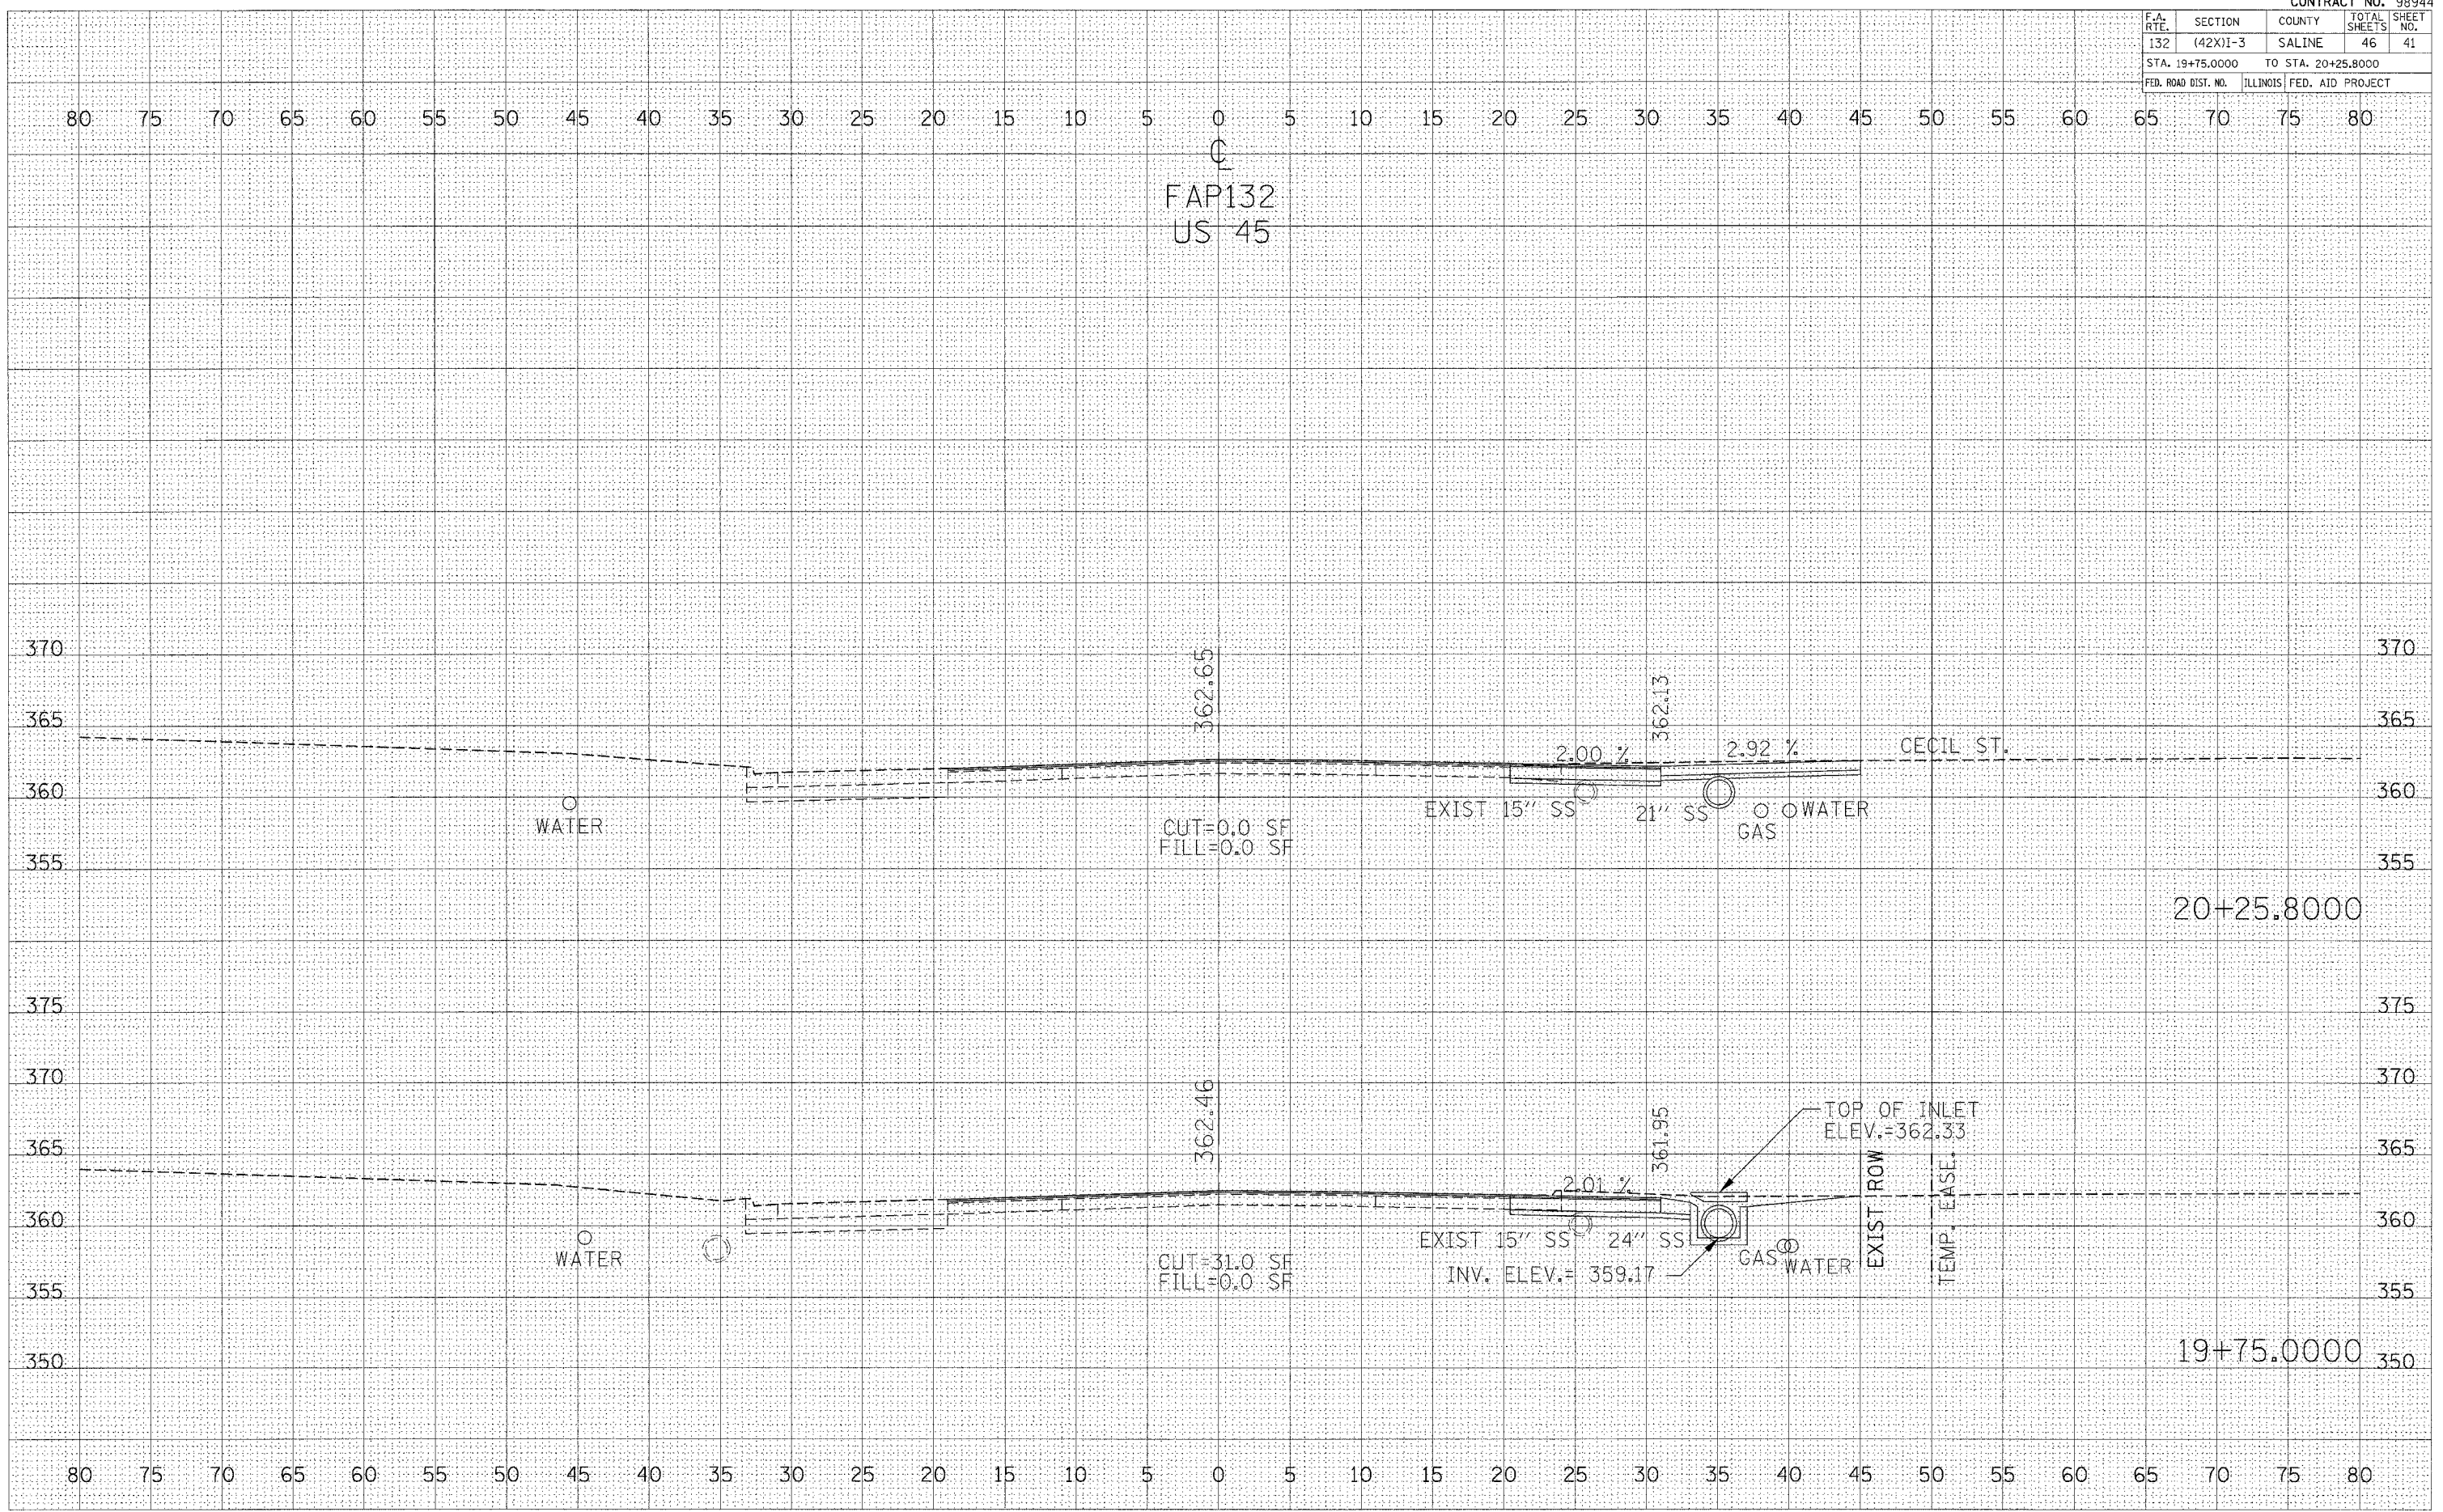 CONTRACT NO. 98944
F.A. RTE. SECTION COUNTY TOTAL SHEETS SHEET NO.
132 (42X)I-3 SALINE 46 41
STA. 19+75.0000 TO STA. 20+25.8000
FED. ROAD DIST. NO. ILLINOIS FED. AID PROJECT
80 75 70 65 60 55 50 45 40 35 30 25 20 15 10 5 0 5 10 15 20 25 30 35 40 45 50 55 60 65 70 75 80
℄
FAP132
US 45
370 370
362.65
362.13
365 365
2.00 % 2.92 % CECIL ST.
360 360
WATER
EXIST 15" SS 21" SS WATER
GAS
CUT=0.0 SF
FILL=0.0 SF
355 355
20+25.8000
375 375
370 370
362.46
361.95
TOP OF INLET
ELEV.=362.33
365 365
2.01 %
EXIST ROW
TEMP. EASE.
360 360
WATER
EXIST 15" SS 24" SS
GAS WATER
CUT=31.0 SF
FILL=0.0 SF
INV. ELEV.= 359.17
355 355
19+75.0000
350 350
80 75 70 65 60 55 50 45 40 35 30 25 20 15 10 5 0 5 10 15 20 25 30 35 40 45 50 55 60 65 70 75 80